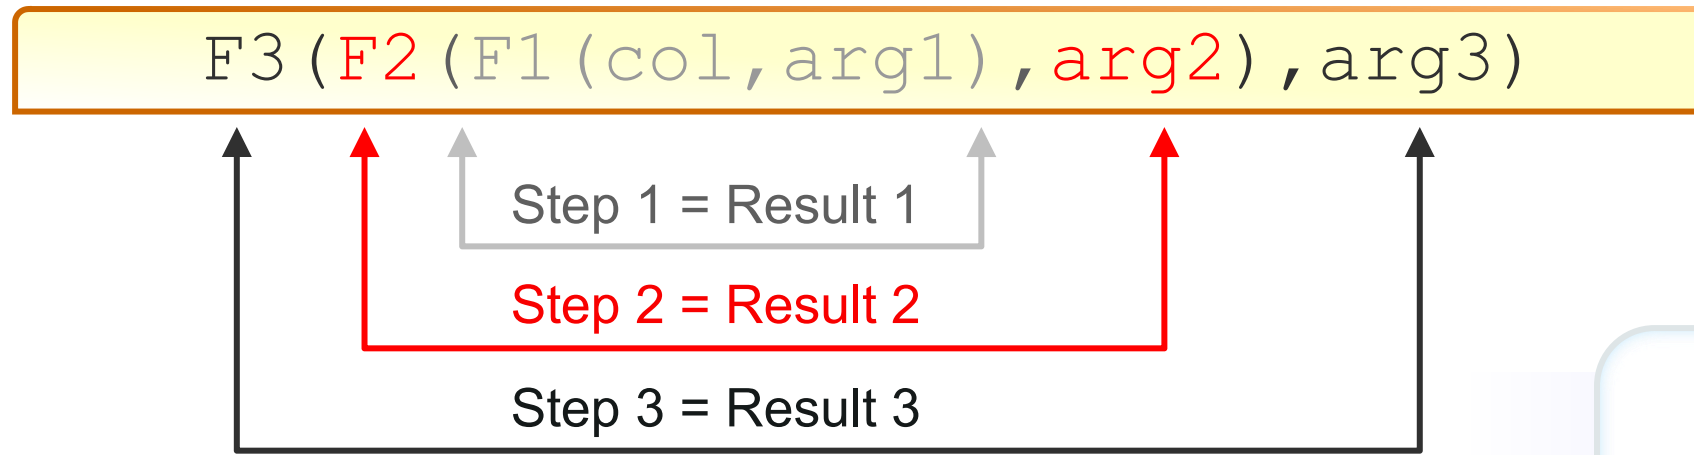 F3(F2(F1(col,arg1),arg2),arg3)
Step 1 = Result 1
Step 2 = Result 2
Step 3 = Result 3